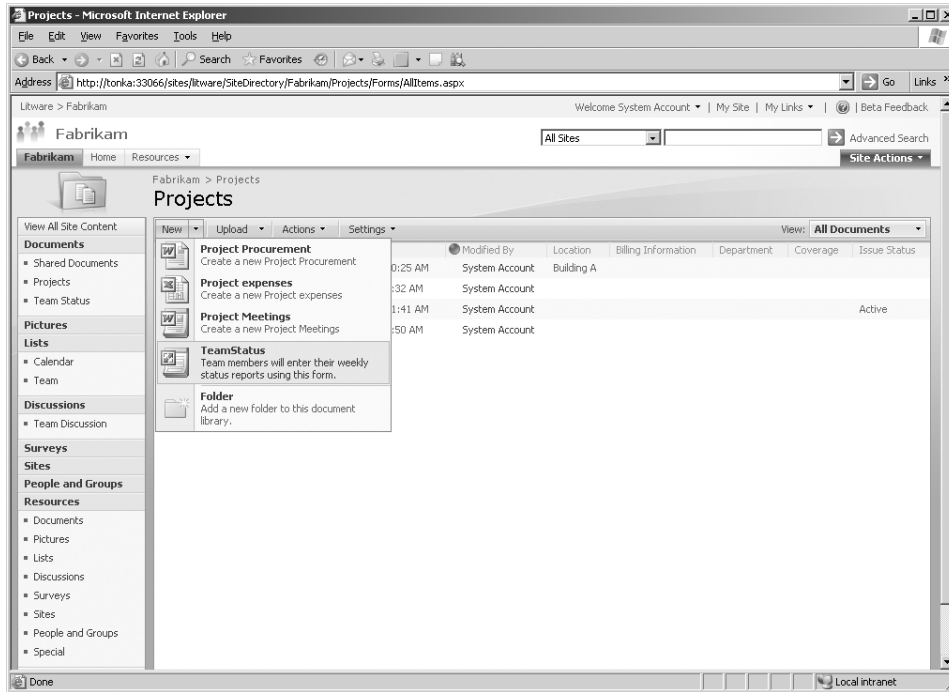 Projects - Microsoft Internet Explorer
File Edit View Favorites Tools Help
Back Search Favorites
Address http://tonka:33066/sites/litware/SiteDirectory/Fabrikam/Projects/Forms/AllItems.aspx Go Links »
Litware > Fabrikam Welcome System Account | My Site | My Links | Beta Feedback
Fabrikam All Sites Advanced Search
Fabrikam Home Resources Site Actions
Fabrikam > Projects
Projects
View All Site Content New Upload Actions Settings View: All Documents
Documents
Shared Documents
Projects
Team Status
Pictures
Lists
Calendar
Team
Discussions
Team Discussion
Surveys
Sites
People and Groups
Resources
Documents
Pictures
Lists
Discussions
Surveys
Sites
People and Groups
Special
Project Procurement
Create a new Project Procurement
Project expenses
Create a new Project expenses
Project Meetings
Create a new Project Meetings
TeamStatus
Team members will enter their weekly
status reports using this form.
Folder
Add a new folder to this document
library.
Modified By Location Billing Information Department Coverage Issue Status
0:25 AM System Account Building A
:32 AM System Account
1:41 AM System Account Active
:50 AM System Account
Done Local intranet